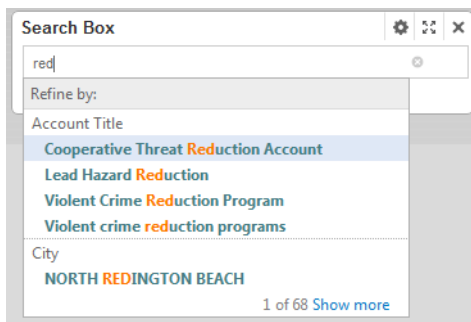 Search Box
red
Refine by:
Account Title
Cooperative Threat Reduction Account
Lead Hazard Reduction
Violent Crime Reduction Program
Violent crime reduction programs
City
NORTH REDINGTON BEACH
1 of 68 Show more